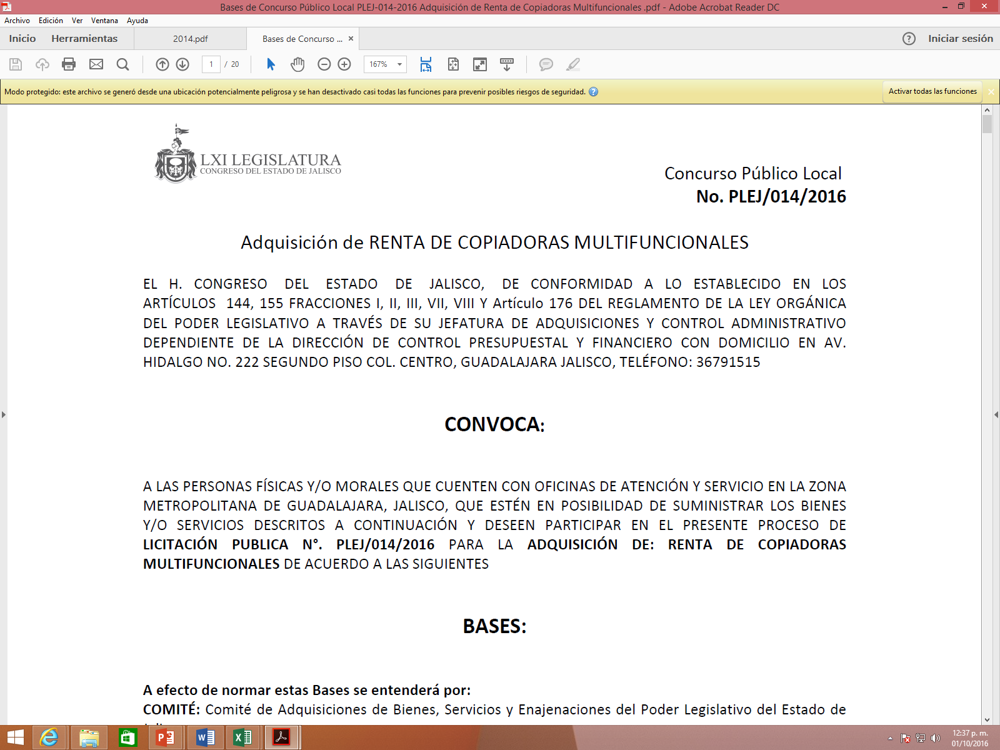 Bases de Concurso Público Local PLEJ-014-2016 Adquisición de Renta de Copiadoras Multifuncionales .pdf - Adobe Acrobat Reader DC
Archivo Edición Ver Ventana Ayuda
Inicio Herramientas 2014.pdf Bases de Concurso ... × ? Iniciar sesión
1 / 20 167%
Modo protegido: este archivo se generó desde una ubicación potencialmente peligrosa y se han desactivado casi todas las funciones para prevenir posibles riesgos de seguridad. ? Activar todas las funciones ×
LXI LEGISLATURA
CONGRESO DEL ESTADO DE JALISCO
Concurso Público Local
No. PLEJ/014/2016
Adquisición de RENTA DE COPIADORAS MULTIFUNCIONALES
EL H. CONGRESO DEL ESTADO DE JALISCO, DE CONFORMIDAD A LO ESTABLECIDO EN LOS
ARTÍCULOS 144, 155 FRACCIONES I, II, III, VII, VIII Y Artículo 176 DEL REGLAMENTO DE LA LEY ORGÁNICA
DEL PODER LEGISLATIVO A TRAVÉS DE SU JEFATURA DE ADQUISICIONES Y CONTROL ADMINISTRATIVO
DEPENDIENTE DE LA DIRECCIÓN DE CONTROL PRESUPUESTAL Y FINANCIERO CON DOMICILIO EN AV.
HIDALGO NO. 222 SEGUNDO PISO COL. CENTRO, GUADALAJARA JALISCO, TELÉFONO: 36791515
CONVOCA:
A LAS PERSONAS FÍSICAS Y/O MORALES QUE CUENTEN CON OFICINAS DE ATENCIÓN Y SERVICIO EN LA ZONA
METROPOLITANA DE GUADALAJARA, JALISCO, QUE ESTÉN EN POSIBILIDAD DE SUMINISTRAR LOS BIENES
Y/O SERVICIOS DESCRITOS A CONTINUACIÓN Y DESEEN PARTICIPAR EN EL PRESENTE PROCESO DE
LICITACIÓN PUBLICA N°. PLEJ/014/2016 PARA LA ADQUISICIÓN DE: RENTA DE COPIADORAS
MULTIFUNCIONALES DE ACUERDO A LAS SIGUIENTES
BASES:
A efecto de normar estas Bases se entenderá por:
COMITÉ: Comité de Adquisiciones de Bienes, Servicios y Enajenaciones del Poder Legislativo del Estado de
12:37 p. m.
01/10/2016